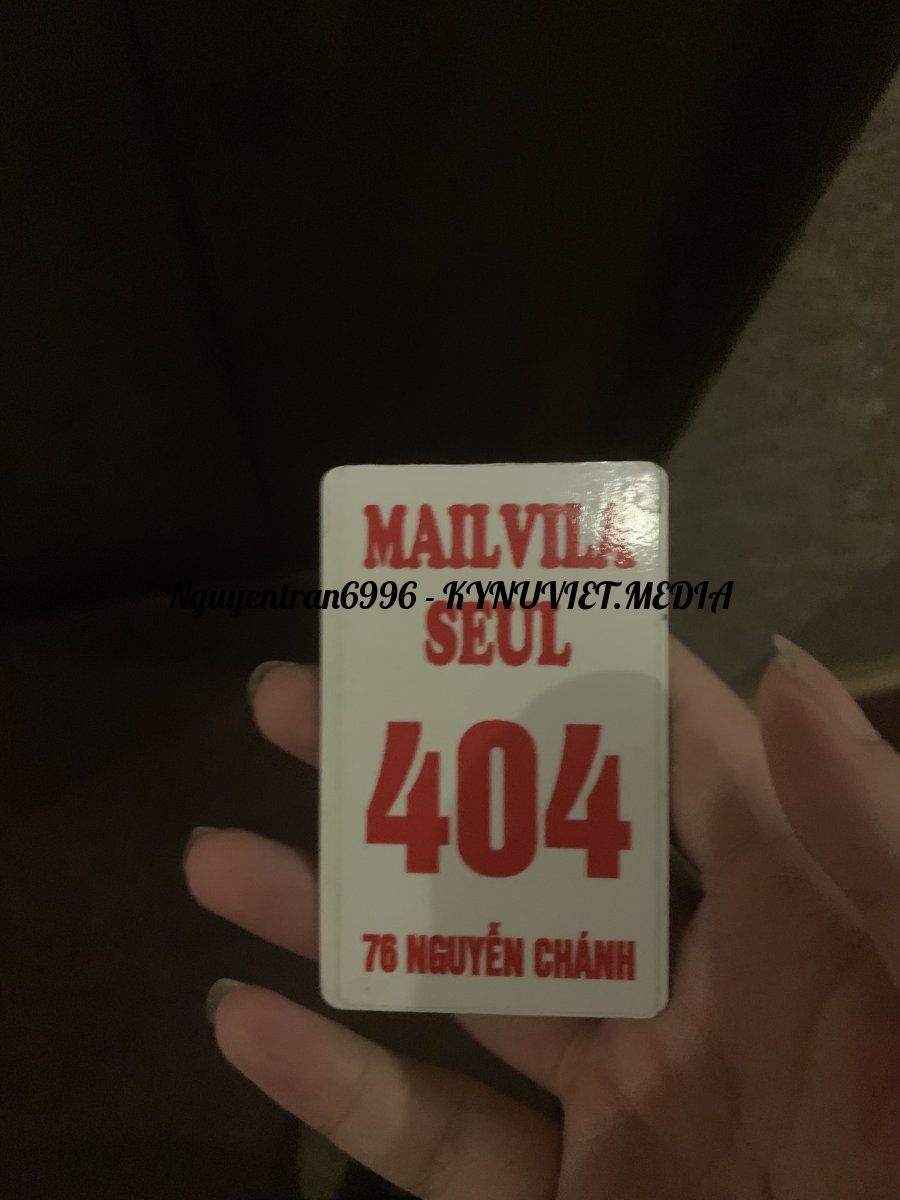 MAILVILA
Nguyentran6996 - KYNUVIET.MEDIA
SEUL
404
76 NGUYỄN CHÁNH